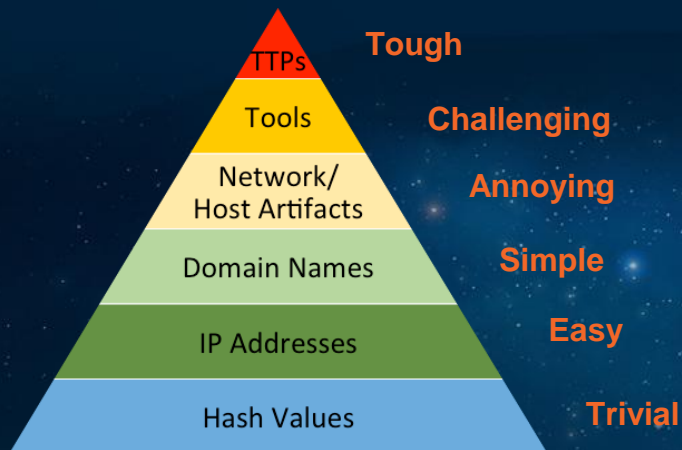 TTPs
Tough
Tools
Challenging
Network/
Host Artifacts
Annoying
Domain Names
Simple
IP Addresses
Easy
Hash Values
Trivial